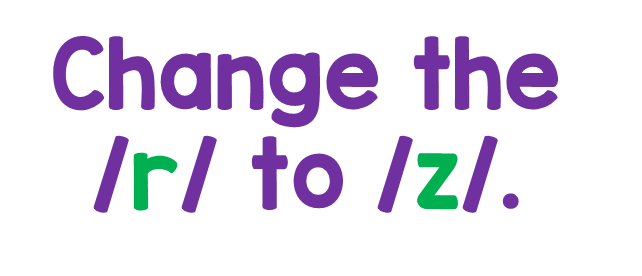 Change the
/r/ to /z/.